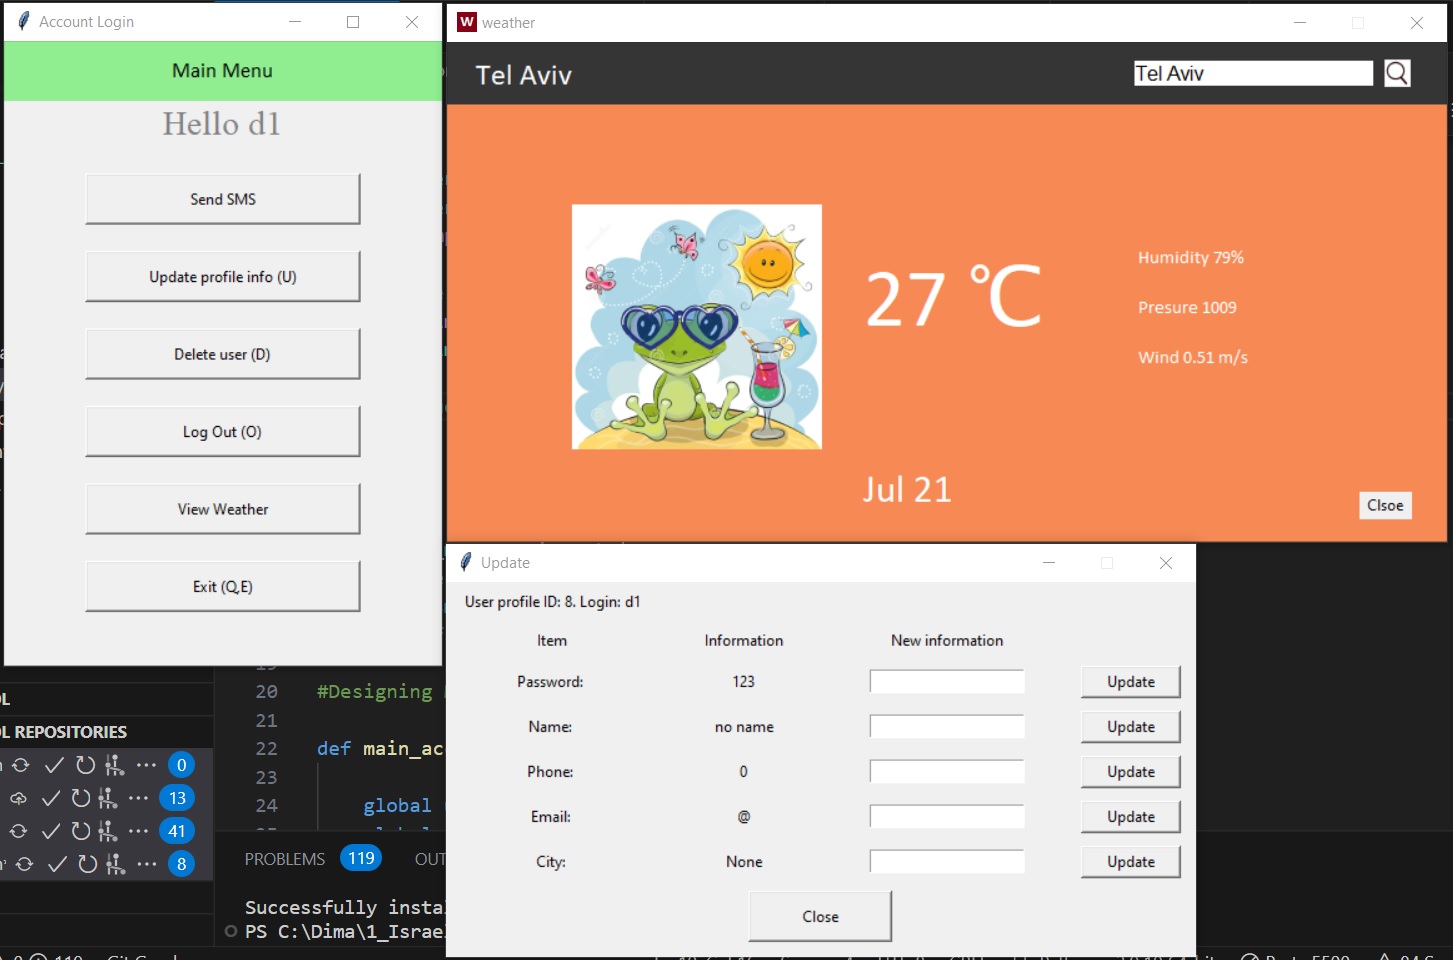 Account Login
Main Menu
Hello d1
Send SMS
Update profile info (U)
Delete user (D)
Log Out (O)
View Weather
Exit (Q,E)
W weather
Tel Aviv
Tel Aviv
27 °C
Humidity 79%
Presure 1009
Wind 0.51 m/s
Jul 21
Clsoe
Update
User profile ID: 8. Login: d1
Item Information New information
Password: 123 Update
Name: no name Update
Phone: 0 Update
Email: @ Update
City: None Update
Close
REPOSITORIES
0
13
41
8
20 #Designing
21
22 def main_ac
23
24 global
PROBLEMS 119 OUT
Successfully insta
PS C:\Dima\1_Israe